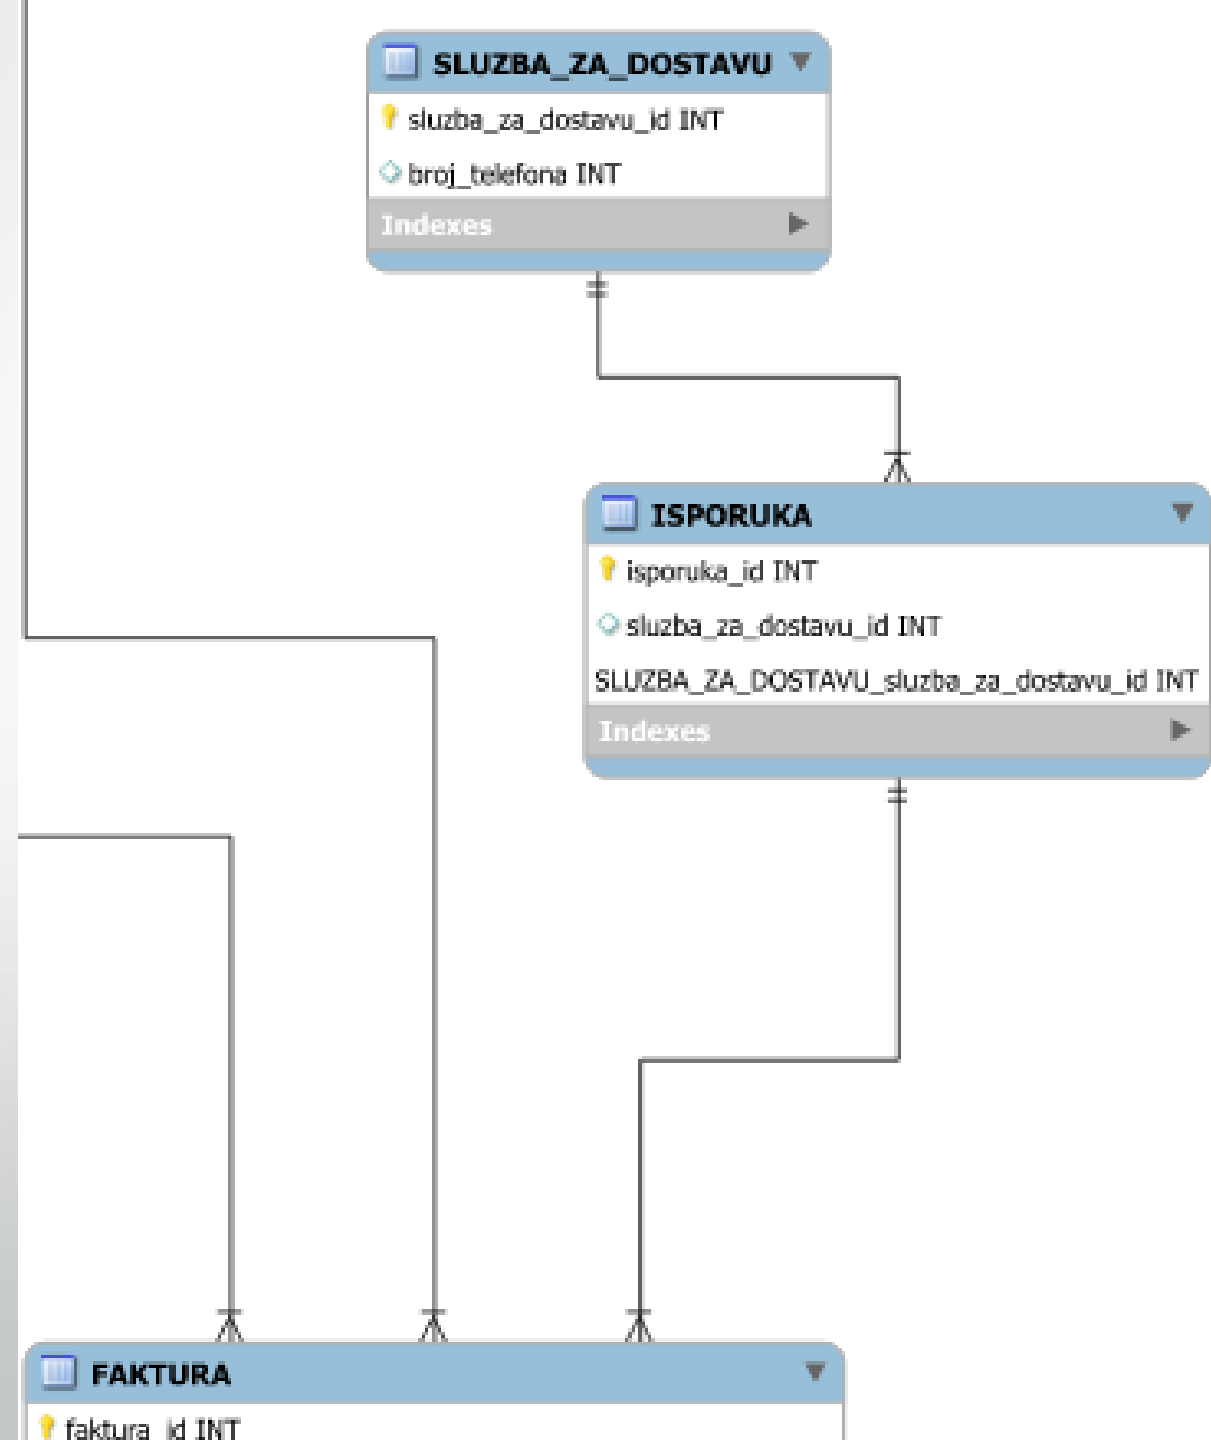 SLUZBA_ZA_DOSTAVU
sluzba_za_dostavu_id INT
broj_telefona INT
Indexes
ISPORUKA
isporuka_id INT
sluzba_za_dostavu_id INT
SLUZBA_ZA_DOSTAVU_sluzba_za_dostavu_id INT
Indexes
FAKTURA
faktura_id INT